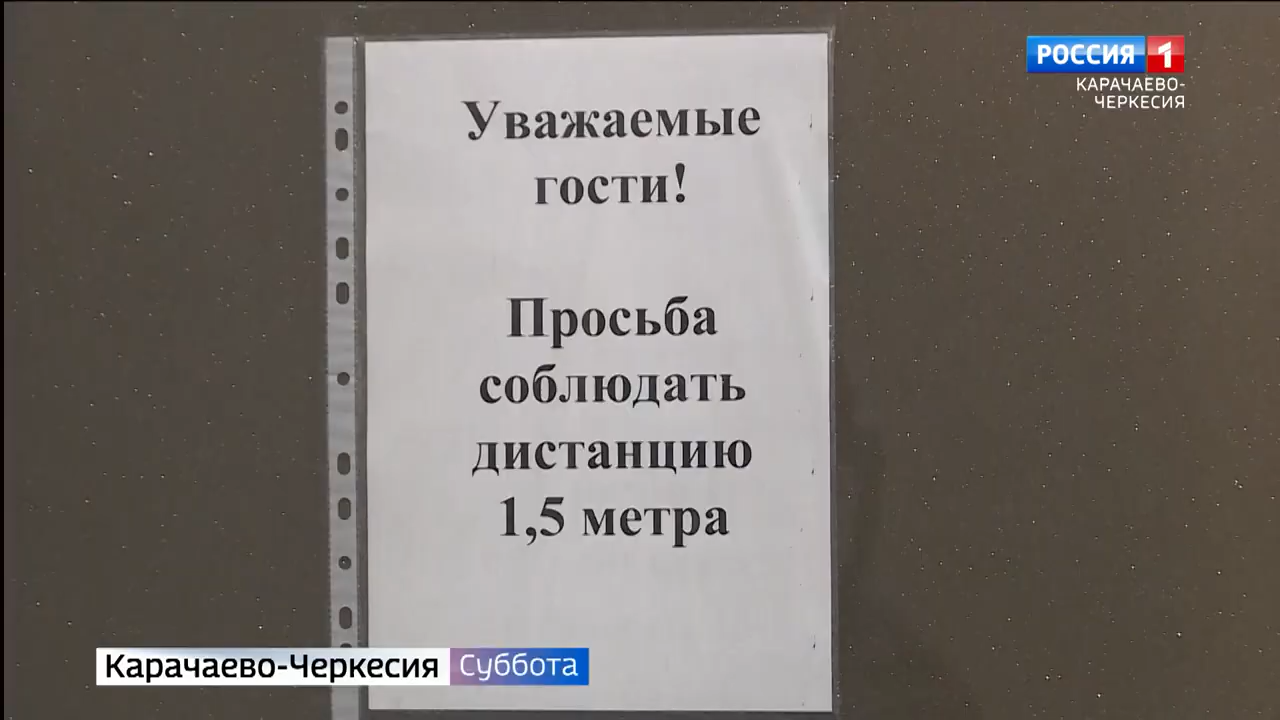 РОССИЯ 1
КАРАЧАЕВО-
ЧЕРКЕСИЯ
Уважаемые
гости!
Просьба
соблюдать
дистанцию
1,5 метра
Карачаево-Черкесия Суббота